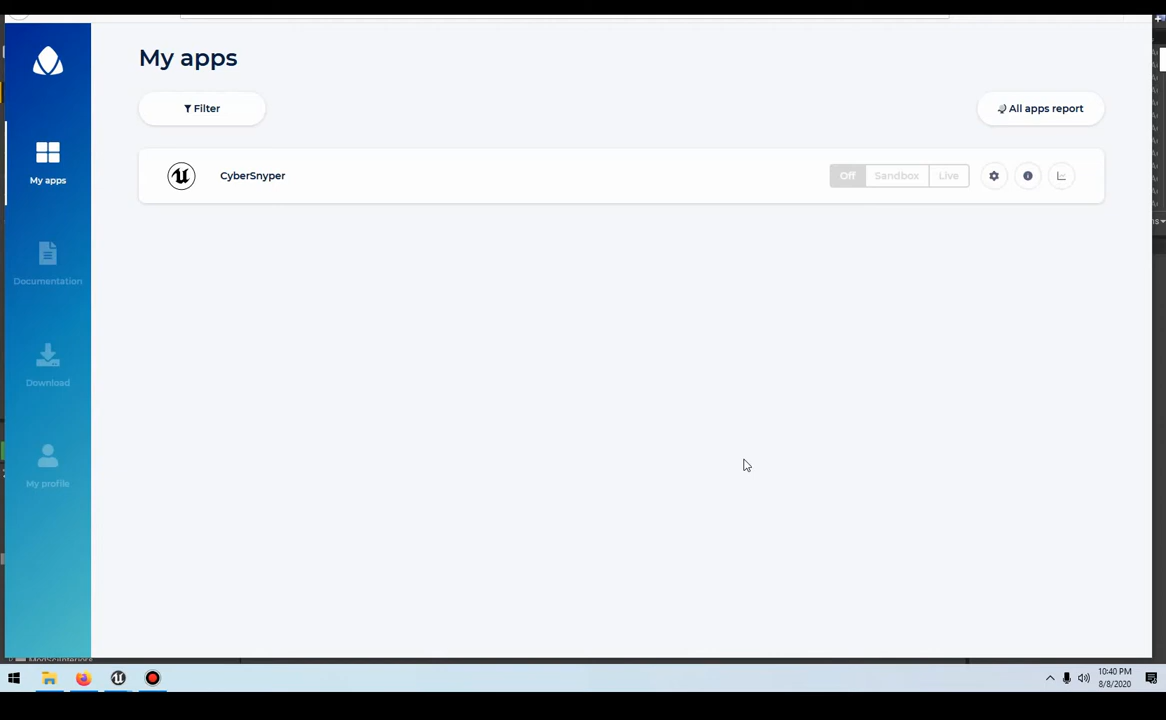 My apps
Filter
All apps report
CyberSnyper
Off
Sandbox
Live
My apps
Documentation
Download
My profile
10:40 PM
8/8/2020